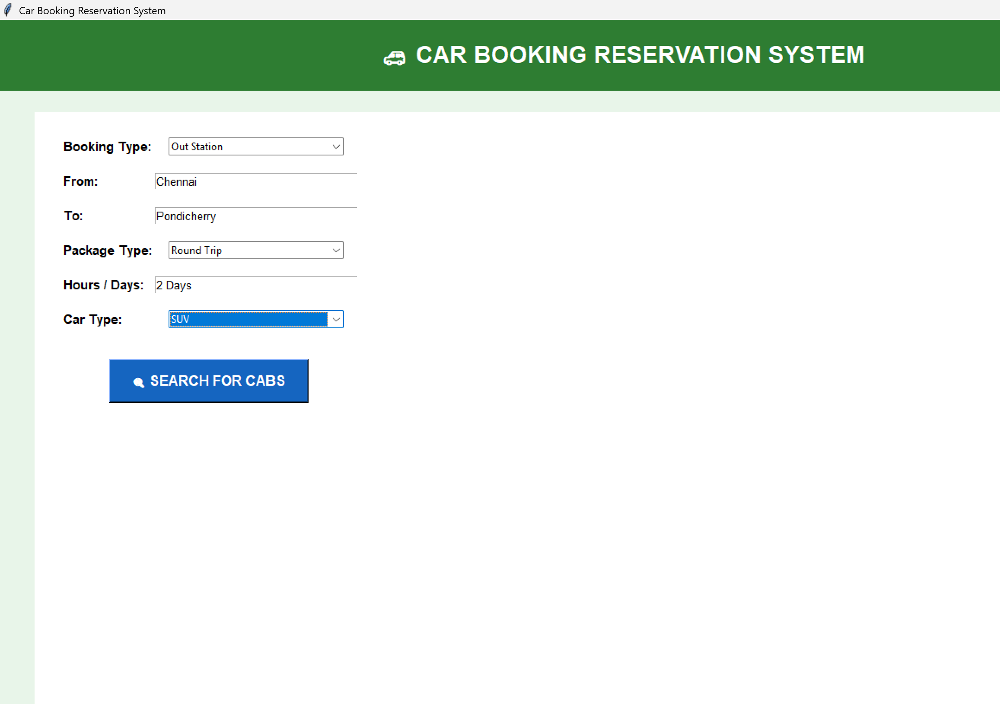 Car Booking Reservation System
CAR BOOKING RESERVATION SYSTEM
Booking Type: Out Station
From: Chennai
To: Pondicherry
Package Type: Round Trip
Hours / Days: 2 Days
Car Type: SUV
SEARCH FOR CABS